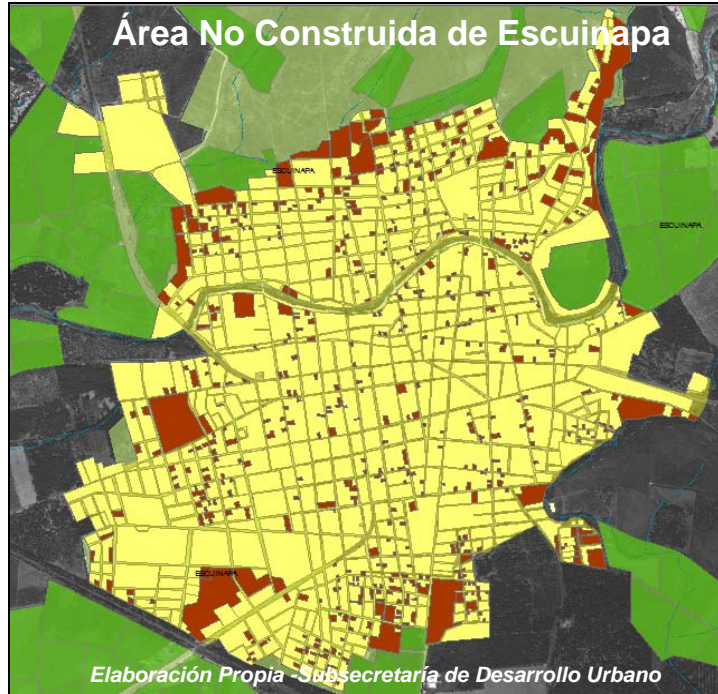 Área No Construida de Escuinapa
ESCUINAPA
ESCUINAPA
ESCUINAPA
Elaboración Propia -Subsecretaría de Desarrollo Urbano